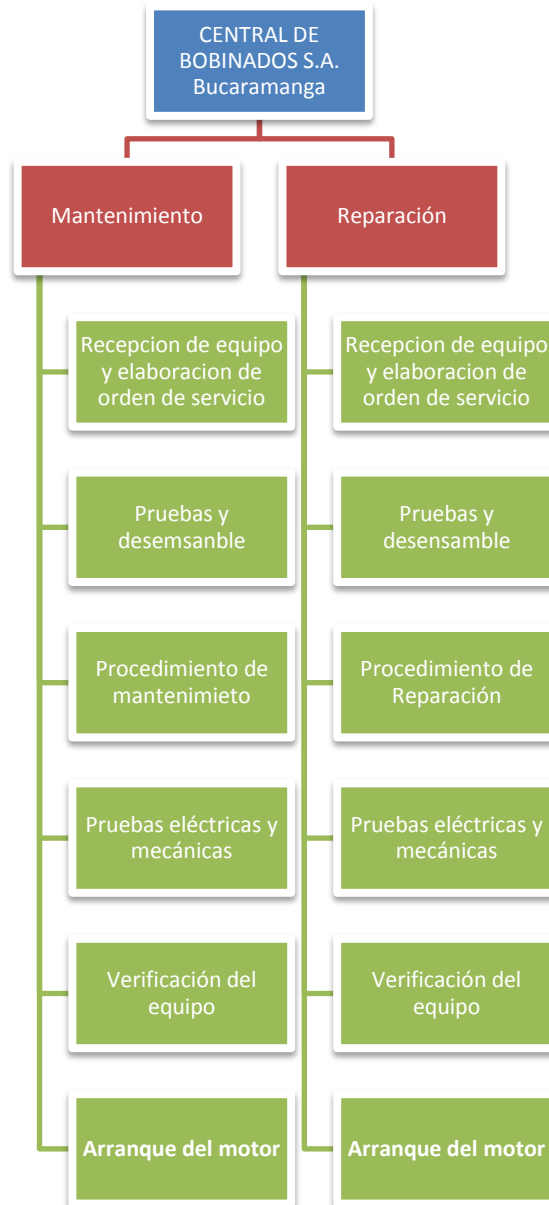 CENTRAL DE
BOBINADOS S.A.
Bucaramanga
Mantenimiento
Recepcion de equipo
y elaboracion de
orden de servicio
Pruebas y
desemsanble
Procedimiento de
mantenimieto
Pruebas eléctricas y
mecánicas
Verificación del
equipo
Arranque del motor
Reparación
Recepcion de equipo
y elaboracion de
orden de servicio
Pruebas y
desensamble
Procedimiento de
Reparación
Pruebas eléctricas y
mecánicas
Verificación del
equipo
Arranque del motor